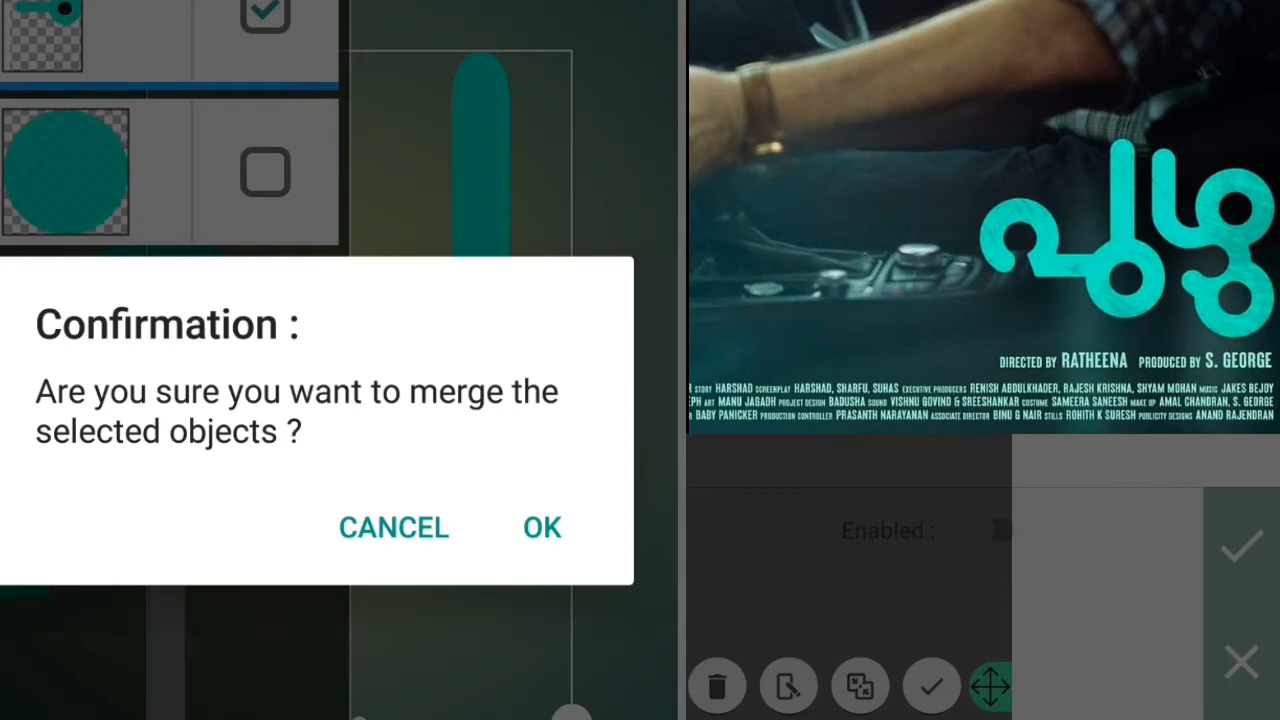 Confirmation :
Are you sure you want to merge the
selected objects ?
CANCEL
OK
പുഴു
DIRECTED BY RATHEENA PRODUCED BY S. GEORGE
STORY HARSHAD SCREENPLAY HARSHAD, SHARFU, SUHAS EXECUTIVE PRODUCERS RENISH ABDULKHADER, RAJESH KRISHNA, SHYAM MOHAN MUSIC JAKES BEJOY
ART MANU JAGADH PROJECT DESIGN BADUSHA SOUND VISHNU GOVIND & SREESHANKAR COSTUME SAMEERA SANEESH MAKE UP AMAL CHANDRAN, S. GEORGE
BABY PANICKER PRODUCTION CONTROLLER PRASANTH NARAYANAN ASSOCIATE DIRECTOR BINU G NAIR STILLS ROHITH K SURESH PUBLICITY DESIGNS ANAND RAJENDRAN
Enabled :